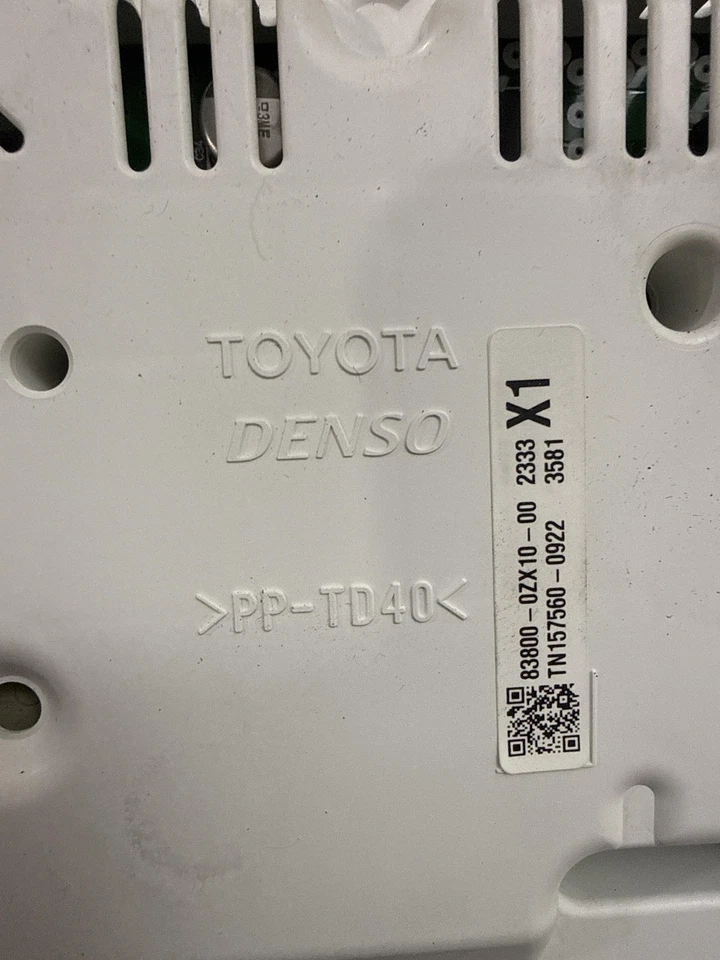 TOYOTA
DENSO
>PP-TD40<
83800-0ZX10-00 2333 X1
TN157560-0922 3581